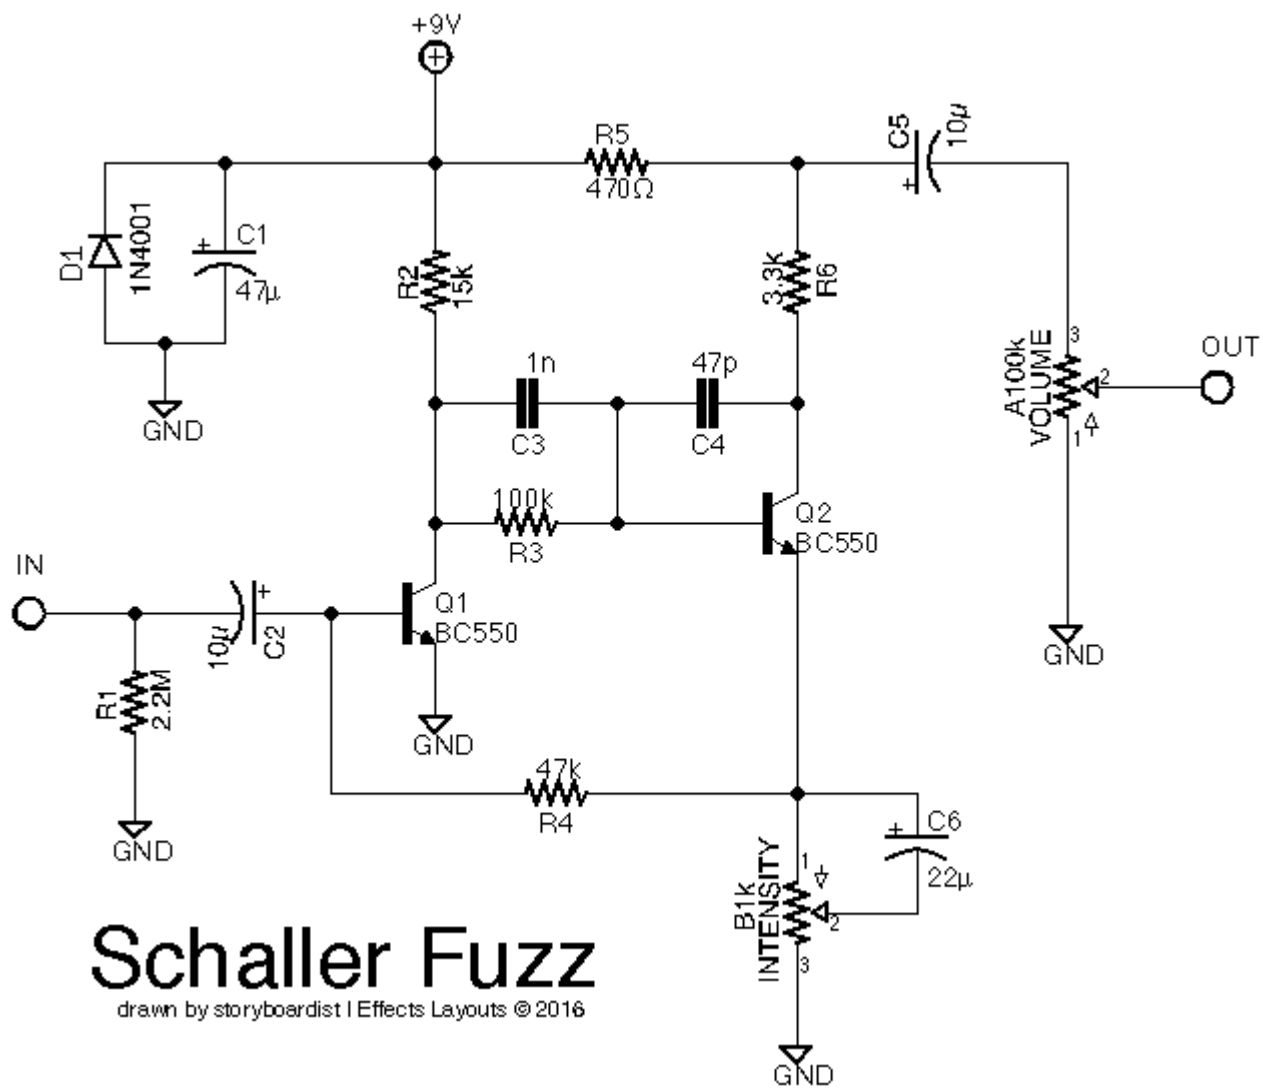 +9V
R5
470Ω
C5
10µ
D1
1N4001
+
C1
47µ
R2
15k
3.3k
R6
GND
1n
C3
47p
C4
3
A100k
VOLUME
2
1
OUT
100k
R3
Q2
BC550
IN
10µ
+
C2
Q1
BC550
R1
2.2M
GND
GND
GND
47k
R4
+
C6
22µ
1
B1k
INTENSITY
2
3
GND
+
Schaller Fuzz
drawn by storyboardist | Effects Layouts © 2016